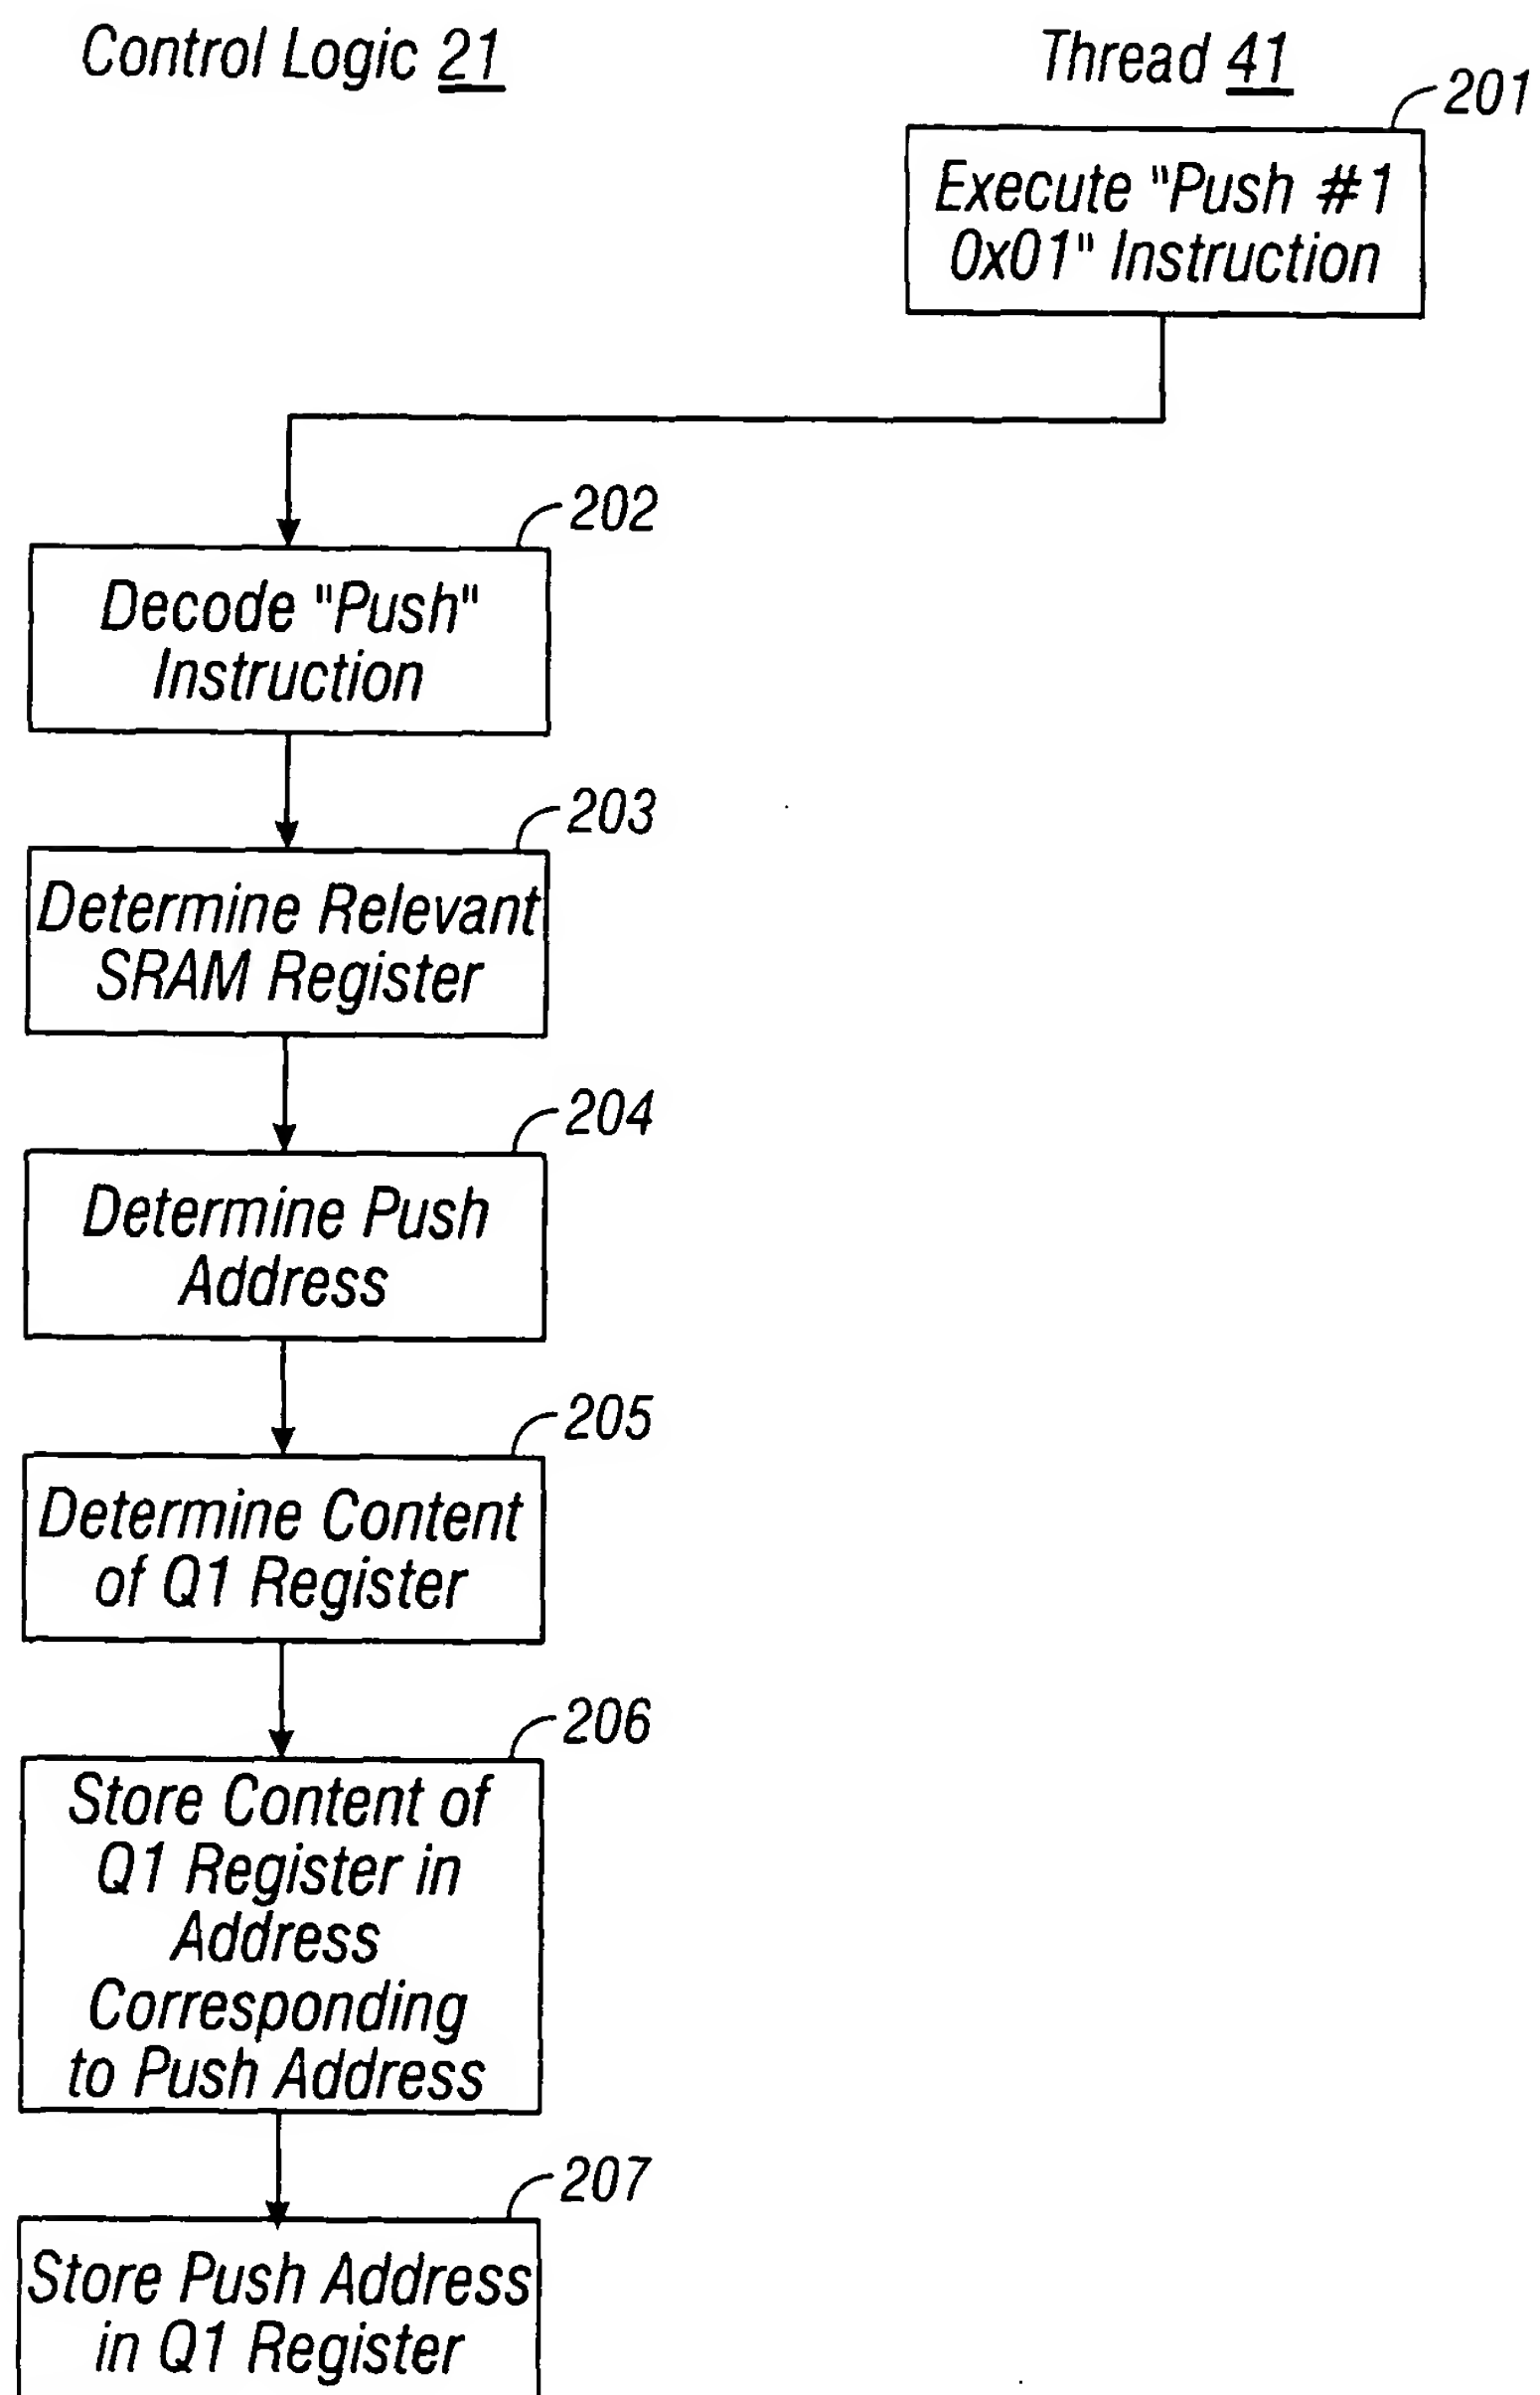 Control Logic 21
Thread 41
201
Execute "Push #1
0x01" Instruction
202
Decode "Push"
Instruction
203
Determine Relevant
SRAM Register
204
Determine Push
Address
205
Determine Content
of Q1 Register
206
Store Content of
Q1 Register in
Address
Corresponding
to Push Address
207
Store Push Address
in Q1 Register